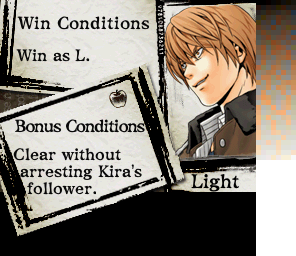 Win Conditions
Win as L.
Bonus Conditions
Clear without
arresting Kira's
follower.
Light